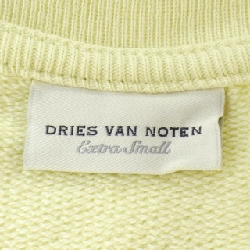 DRIES VAN NOTEN
Extra Small